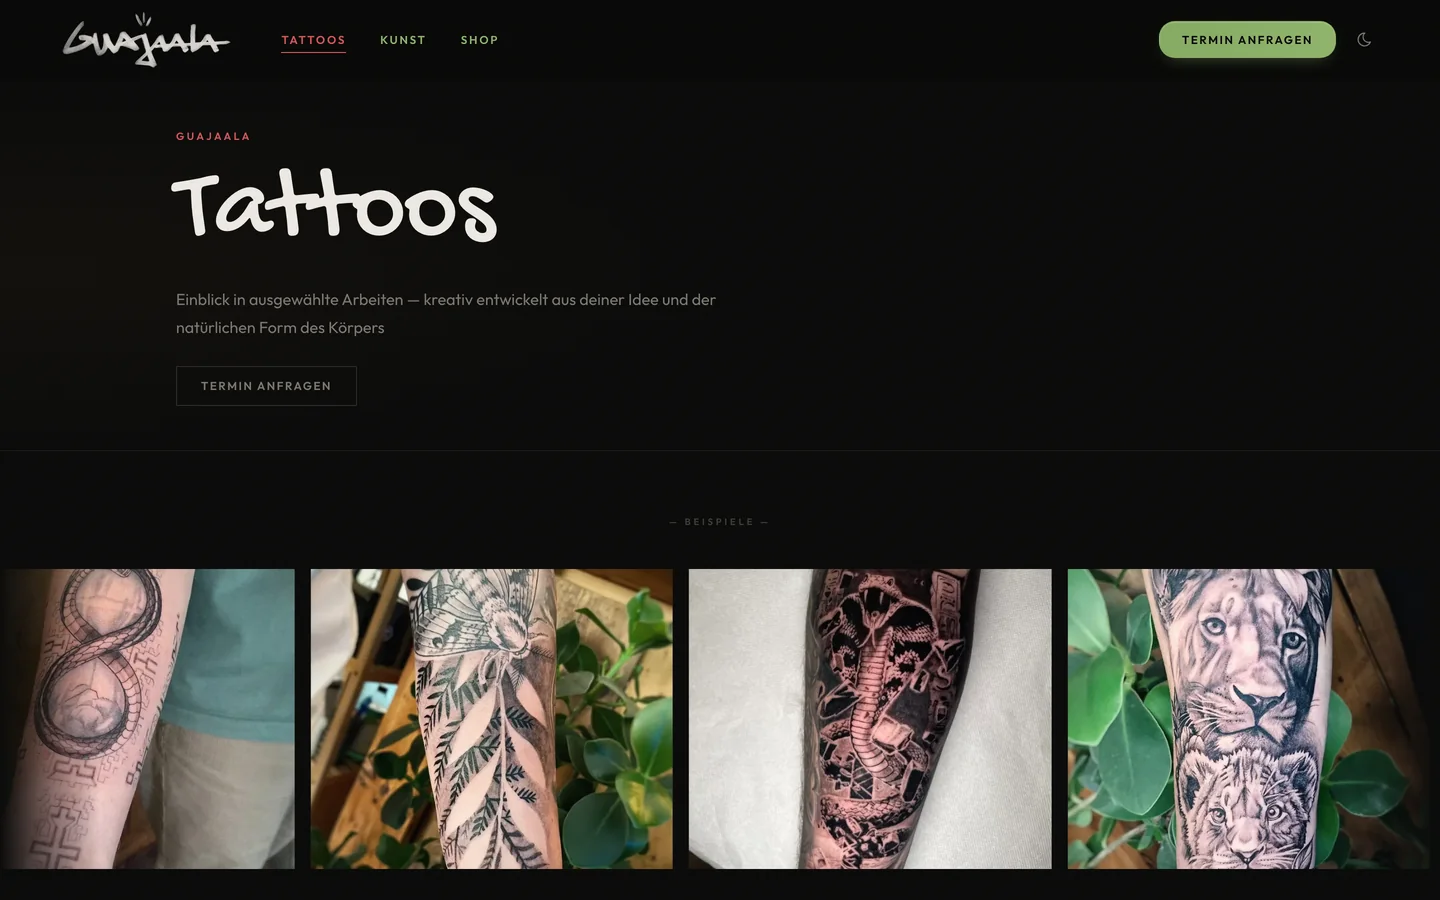 Guajaala
TATTOOS
KUNST
SHOP
TERMIN ANFRAGEN
GUAJAALA
Tattoos
Einblick in ausgewählte Arbeiten — kreativ entwickelt aus deiner Idee und der
natürlichen Form des Körpers
TERMIN ANFRAGEN
— BEISPIELE —